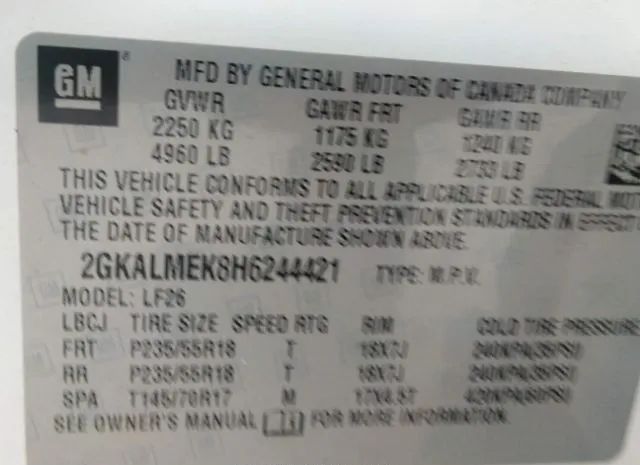 GM
MFD BY GENERAL MOTORS OF CANADA COMPANY
GVWR GAWR FRT GAWR RR
2250 KG 1175 KG 1240 KG
4960 LB 2590 LB 2733 LB
THIS VEHICLE CONFORMS TO ALL APPLICABLE U.S. FEDERAL MOT
VEHICLE SAFETY AND THEFT PREVENTION STANDARDS IN EFFECT
THE DATE OF MANUFACTURE SHOWN ABOVE.
2GKALMEK8H6244421 TYPE: M.P.V.
MODEL: LF26
LBCJ TIRE SIZE SPEED RTG RIM COLD TIRE PRESSURE
FRT P235/55R18 T 18X7J 240KPA(35PSI)
RR P235/55R18 T 18X7J 240KPA(35PSI)
SPA T145/70R17 M 17X4.5T 420KPA(60PSI)
SEE OWNER'S MANUAL FOR MORE INFORMATION.